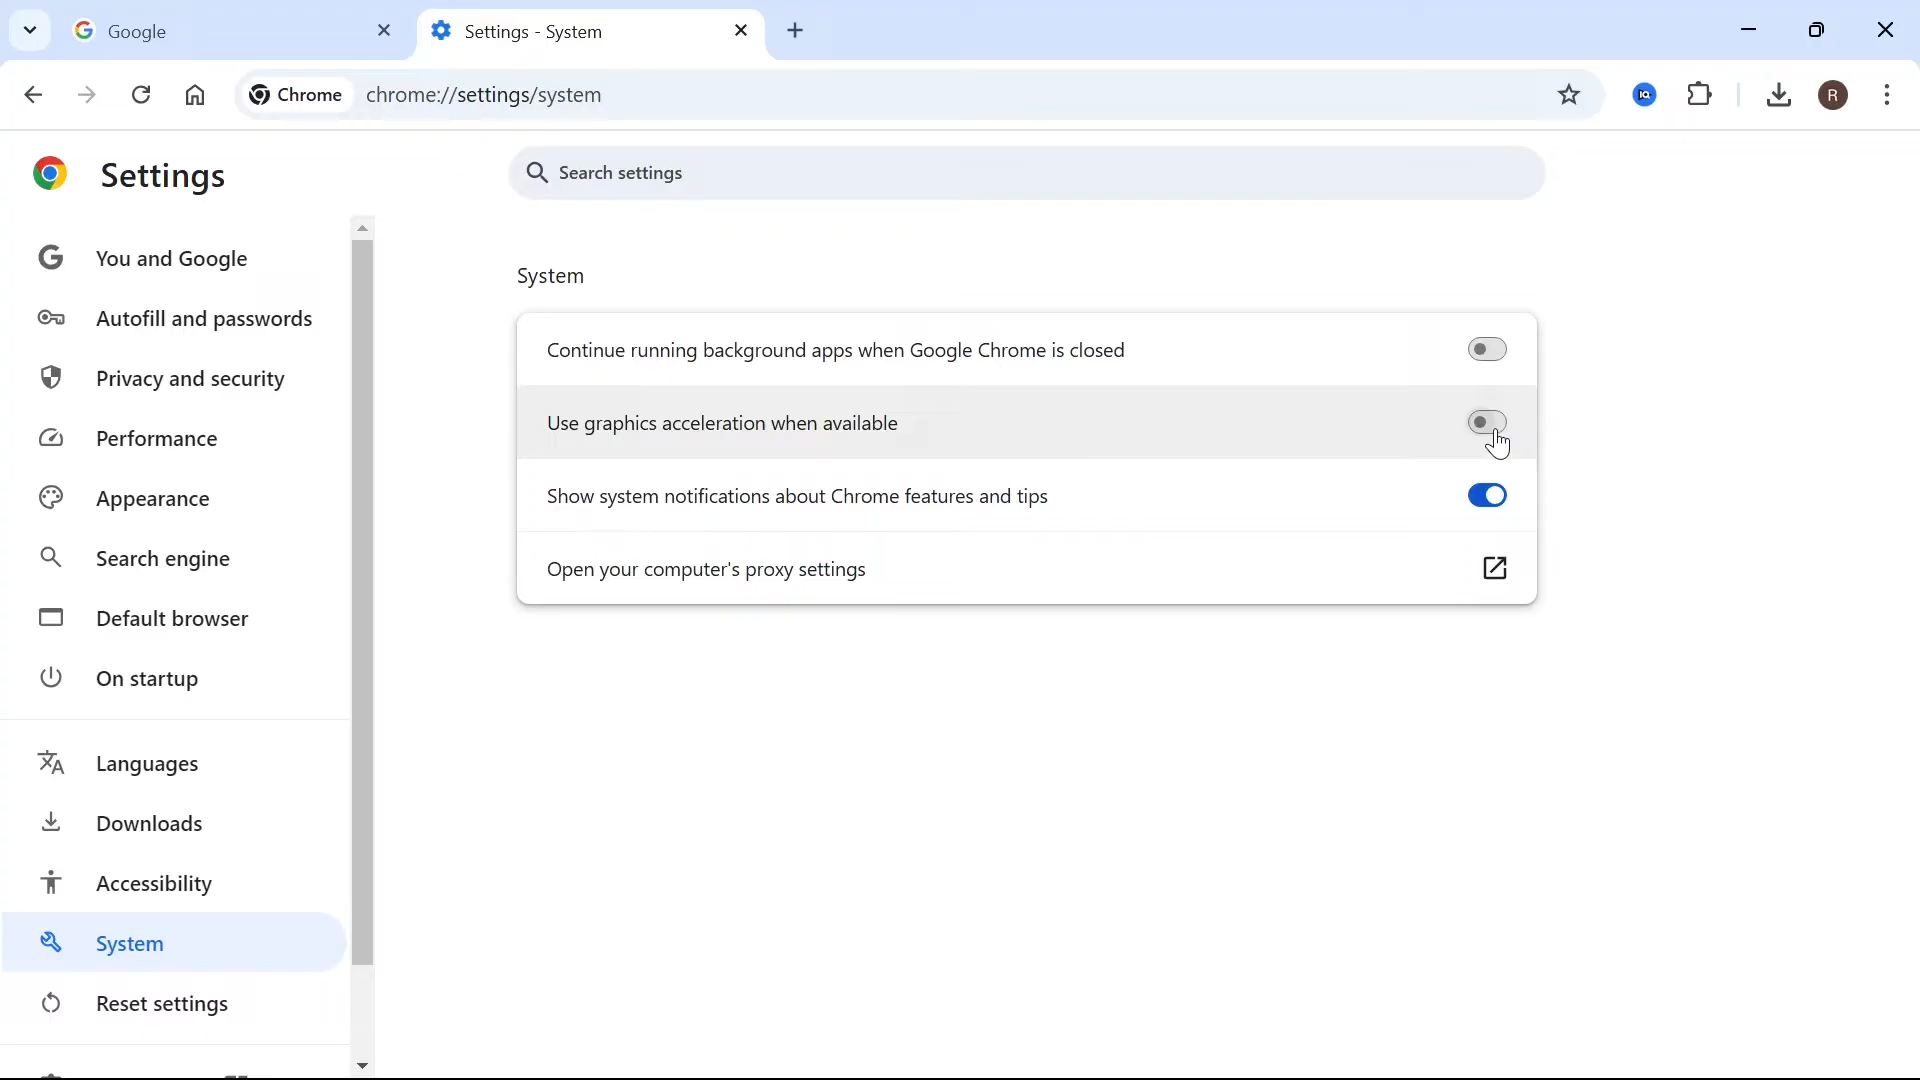 Google
Settings - System
Chrome
chrome://settings/system
R
Settings
Search settings
You and Google
Autofill and passwords
Privacy and security
Performance
Appearance
Search engine
Default browser
On startup
Languages
Downloads
Accessibility
System
Reset settings
System
Continue running background apps when Google Chrome is closed
Use graphics acceleration when available
Show system notifications about Chrome features and tips
Open your computer's proxy settings